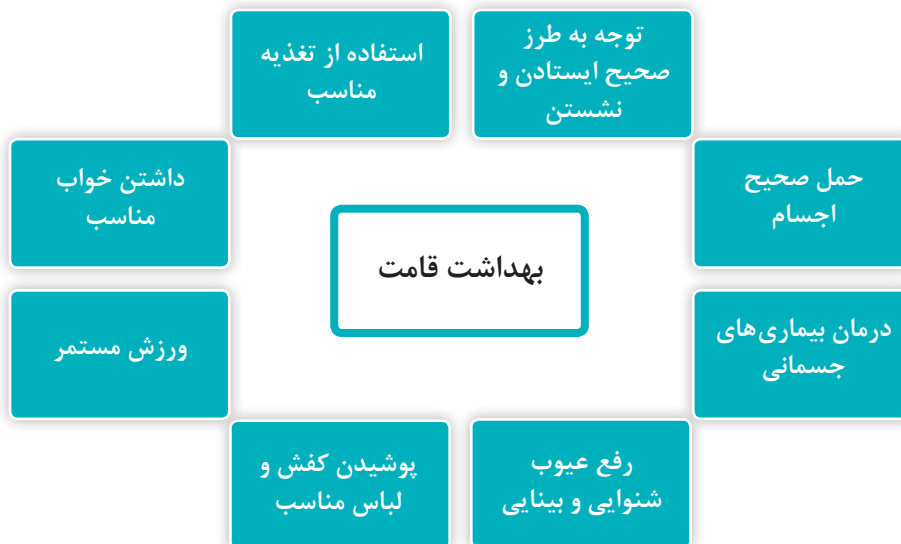 توجه به طرز
صحیح ایستادن و
نشستن
استفاده از تغذیه
مناسب
حمل صحیح
اجسام
داشتن خواب
مناسب
بهداشت قامت
درمان بیماری‌های
جسمانی
ورزش مستمر
رفع عیوب
شنوایی و بینایی
پوشیدن کفش و
لباس مناسب